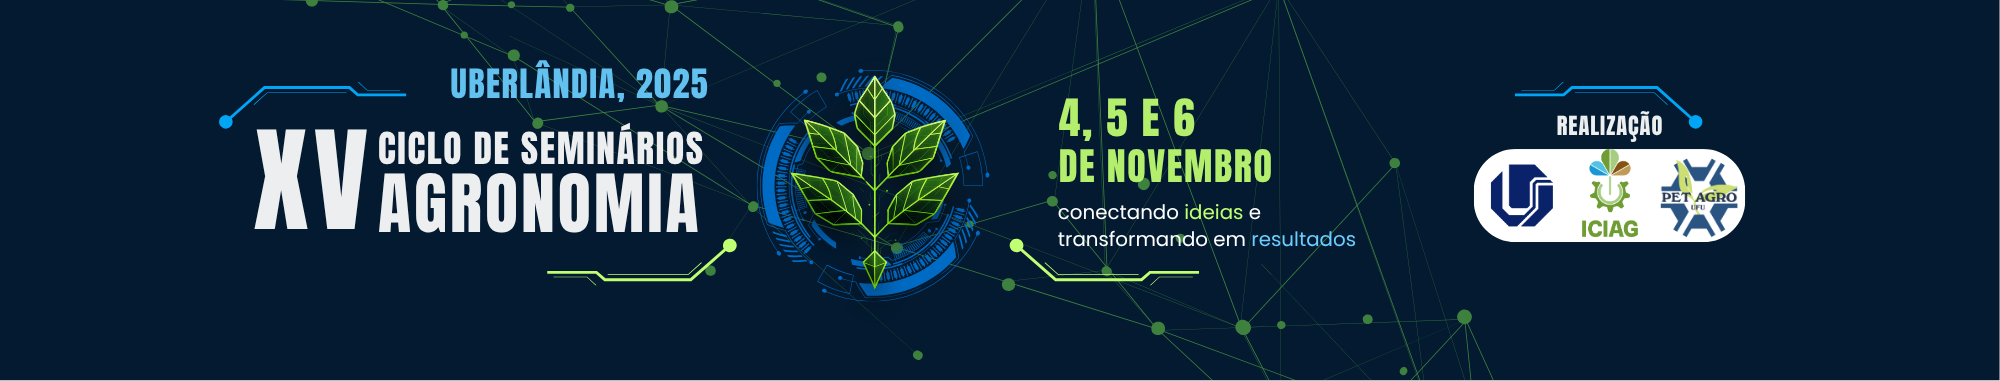 UBERLÂNDIA, 2025
XV CICLO DE SEMINÁRIOS
AGRONOMIA
4, 5 E 6
DE NOVEMBRO
conectando ideias e
transformando em resultados
REALIZAÇÃO
ICIAG
PET AGRO
UFU